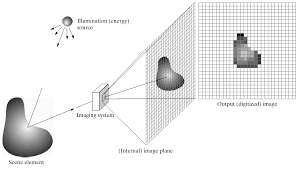 Illumination (energy)
source
Imaging system
Output (digitized) image
(Internal) image plane
Scene element